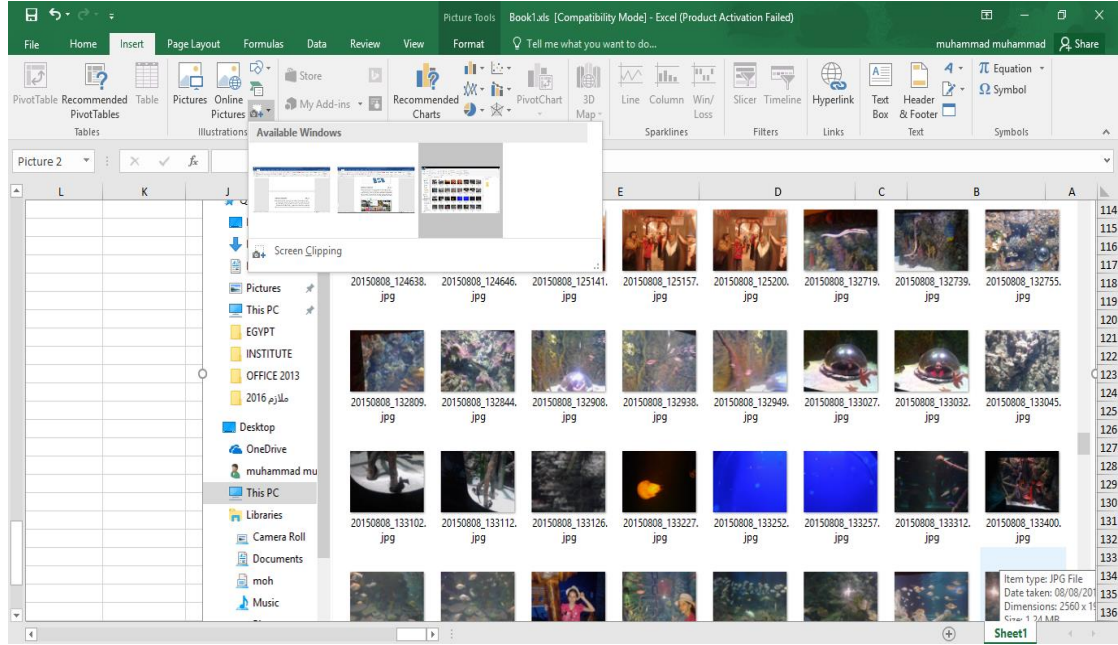 Picture Tools Book1.xls [Compatibility Mode] - Excel (Product Activation Failed)
File Home Insert Page Layout Formulas Data Review View Format Tell me what you want to do... muhammad muhammad Share
PivotTable Recommended PivotTables Table
Tables
Pictures Online Pictures
Illustrations
Store
My Add-ins
Recommended Charts
PivotChart
3D Map
Line Column Win/Loss
Sparklines
Slicer Timeline
Filters
Hyperlink
Links
Text Box Header & Footer
Text
Equation
Symbol
Symbols
Available Windows
Screen Clipping
Picture 2
fx
L K J E D C B A
Pictures
This PC
EGYPT
INSTITUTE
OFFICE 2013
ملازم 2016
Desktop
OneDrive
muhammad mu
This PC
Libraries
Camera Roll
Documents
moh
Music
20150808_124638.jpg 20150808_124646.jpg 20150808_125141.jpg 20150808_125157.jpg 20150808_125200.jpg 20150808_132719.jpg 20150808_132739.jpg 20150808_132755.jpg
20150808_132809.jpg 20150808_132844.jpg 20150808_132908.jpg 20150808_132938.jpg 20150808_132949.jpg 20150808_133027.jpg 20150808_133032.jpg 20150808_133045.jpg
20150808_133102.jpg 20150808_133112.jpg 20150808_133126.jpg 20150808_133227.jpg 20150808_133252.jpg 20150808_133257.jpg 20150808_133312.jpg 20150808_133400.jpg
Item type: JPG File
Date taken: 08/08/201
Dimensions: 2560 x 1
Size: 1.24 MB
114
115
116
117
118
119
120
121
122
123
124
125
126
127
128
129
130
131
132
133
134
135
136
Sheet1